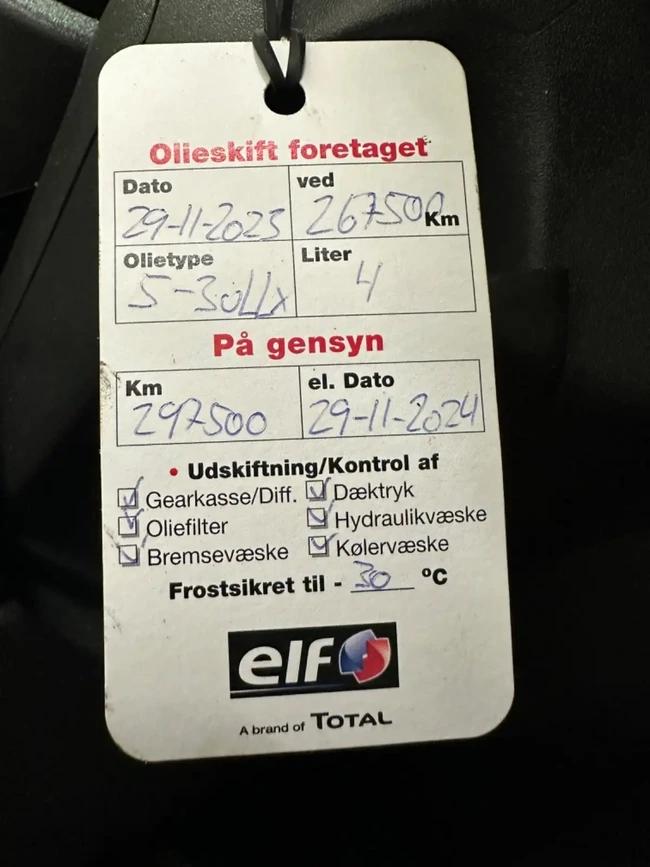 Olieskift foretaget
Dato ved
29-11-2023 267500 Km
Olietype Liter
5-30LLx 4
På gensyn
Km el. Dato
297500 29-11-2024
• Udskiftning/Kontrol af
Gearkasse/Diff. Dæktryk
Oliefilter Hydraulikvæske
Bremsevæske Kølervæske
Frostsikret til - 30 ºC
elf
A brand of TOTAL